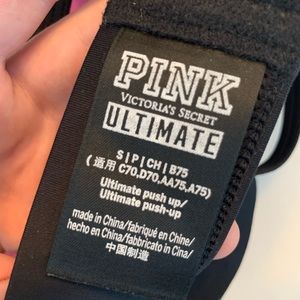 PINK
VICTORIA'S SECRET
ULTIMATE
S | P | CH | B75
(适用 C70,D70,AA75,A75)
Ultimate push up/
Ultimate push-up
made in China/fabriqué en Chine/
hecho en China/fabbricato in Cina/
中国制造